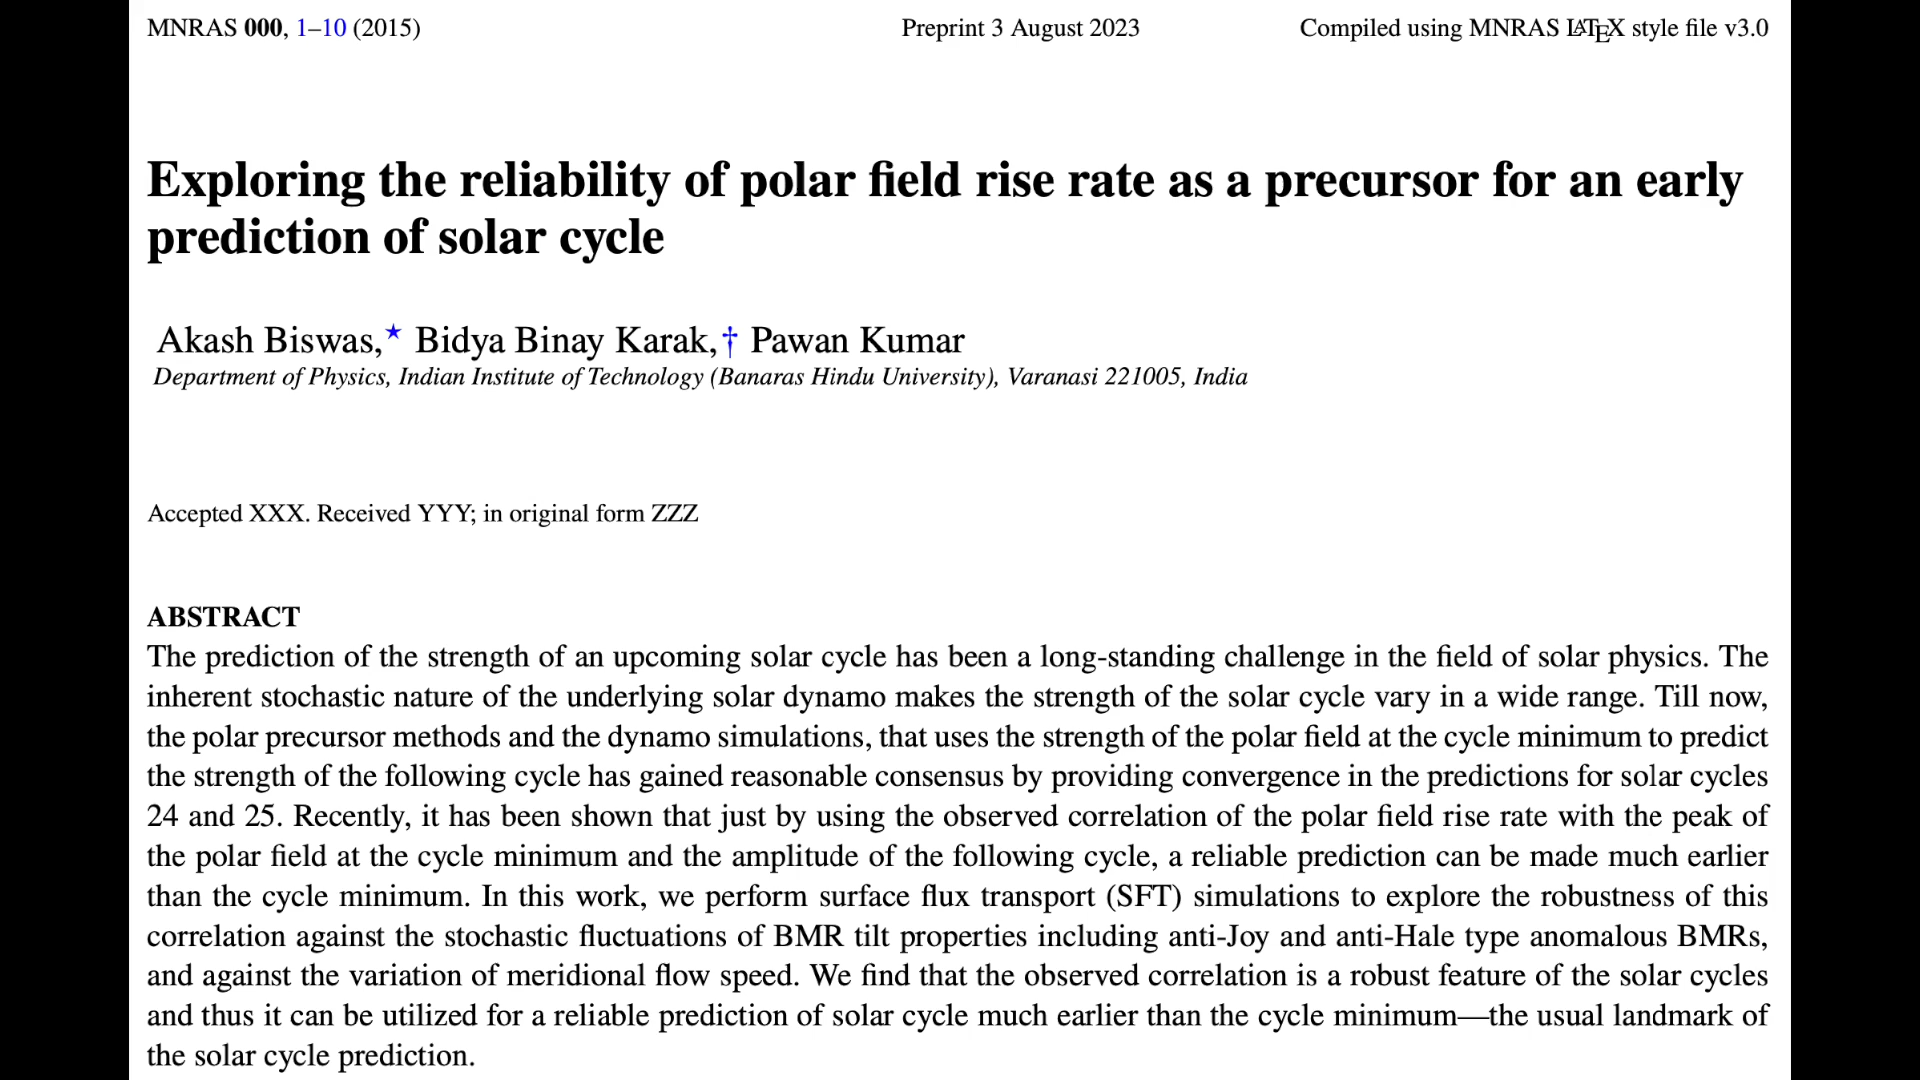 MNRAS 000, 1–10 (2015) Preprint 3 August 2023 Compiled using MNRAS LATEX style file v3.0
Exploring the reliability of polar field rise rate as a precursor for an early
prediction of solar cycle
Akash Biswas,★ Bidya Binay Karak,† Pawan Kumar
Department of Physics, Indian Institute of Technology (Banaras Hindu University), Varanasi 221005, India
Accepted XXX. Received YYY; in original form ZZZ
ABSTRACT
The prediction of the strength of an upcoming solar cycle has been a long-standing challenge in the field of solar physics. The
inherent stochastic nature of the underlying solar dynamo makes the strength of the solar cycle vary in a wide range. Till now,
the polar precursor methods and the dynamo simulations, that uses the strength of the polar field at the cycle minimum to predict
the strength of the following cycle has gained reasonable consensus by providing convergence in the predictions for solar cycles
24 and 25. Recently, it has been shown that just by using the observed correlation of the polar field rise rate with the peak of
the polar field at the cycle minimum and the amplitude of the following cycle, a reliable prediction can be made much earlier
than the cycle minimum. In this work, we perform surface flux transport (SFT) simulations to explore the robustness of this
correlation against the stochastic fluctuations of BMR tilt properties including anti-Joy and anti-Hale type anomalous BMRs,
and against the variation of meridional flow speed. We find that the observed correlation is a robust feature of the solar cycles
and thus it can be utilized for a reliable prediction of solar cycle much earlier than the cycle minimum—the usual landmark of
the solar cycle prediction.